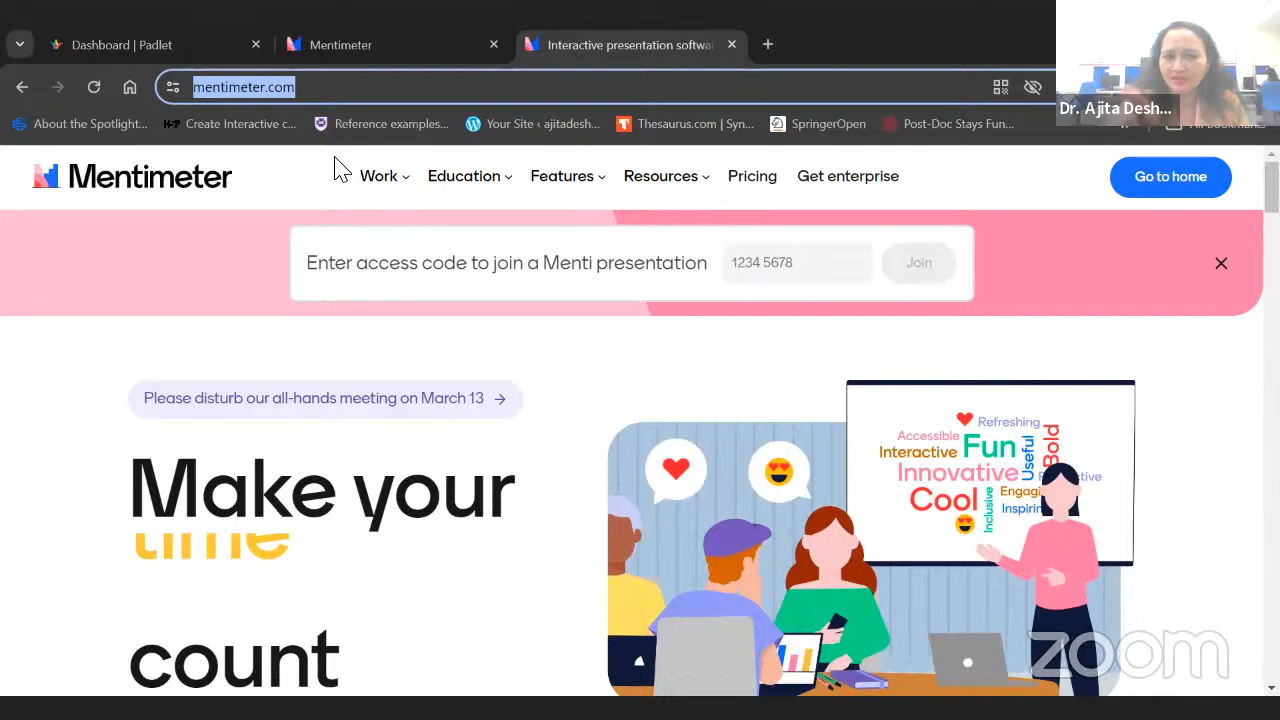 Dashboard | Padlet
Mentimeter
Interactive presentation softwa
mentimeter.com
Dr. Ajita Desh...
About the Spotlight...
H-P Create Interactive c...
Reference examples...
Your Site ‹ ajitadesh...
Thesaurus.com | Syn...
SpringerOpen
Post-Doc Stays Fun...
Mentimeter
Work
Education
Features
Resources
Pricing
Get enterprise
Go to home
Enter access code to join a Menti presentation
1234 5678
Join
Please disturb our all-hands meeting on March 13 →
Make your
time
count
Refreshing
Accessible
Interactive
Fun
Useful
Bold
Innovative
Cool
Inclusive
Engagi
Inspirin
zoom